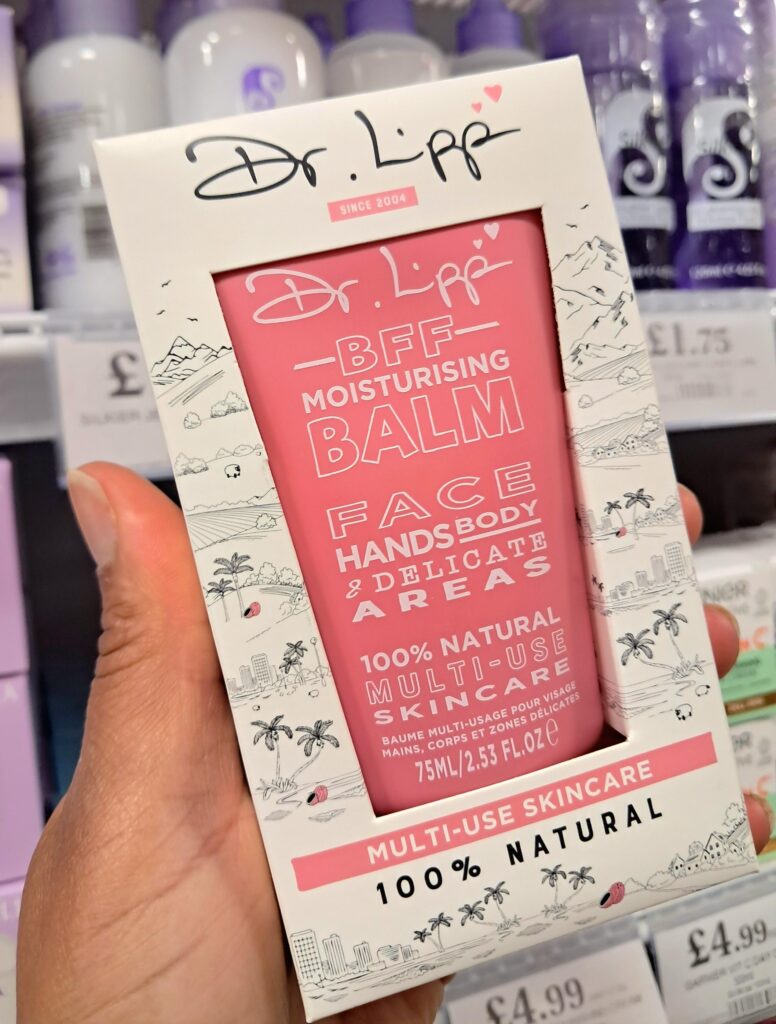 Dr. Lipp
SINCE 2004
Dr. Lipp
BFF
MOISTURISING
BALM
FACE
HANDS BODY
& DELICATE
AREAS
100% NATURAL
MULTI-USE
SKINCARE
BAUME MULTI-USAGE POUR VISAGE
MAINS, CORPS ET ZONES DÉLICATES
75ML/2.53 FL.OZ℮
MULTI-USE SKINCARE
100% NATURAL
£
£1.75
£4.99
£4.99